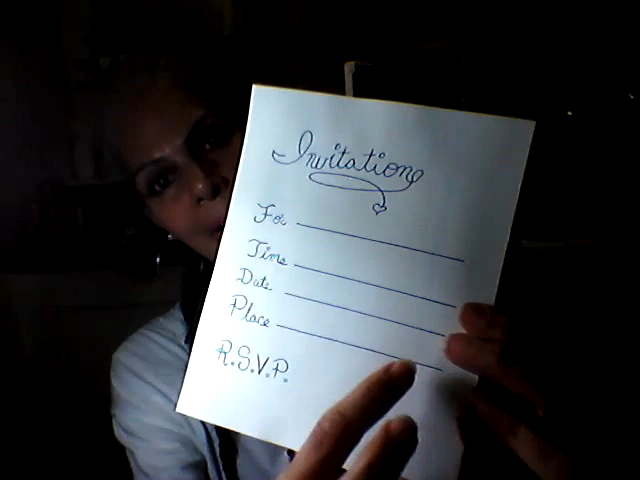 Invitation
For
Time
Date
Place
R.S.V.P.